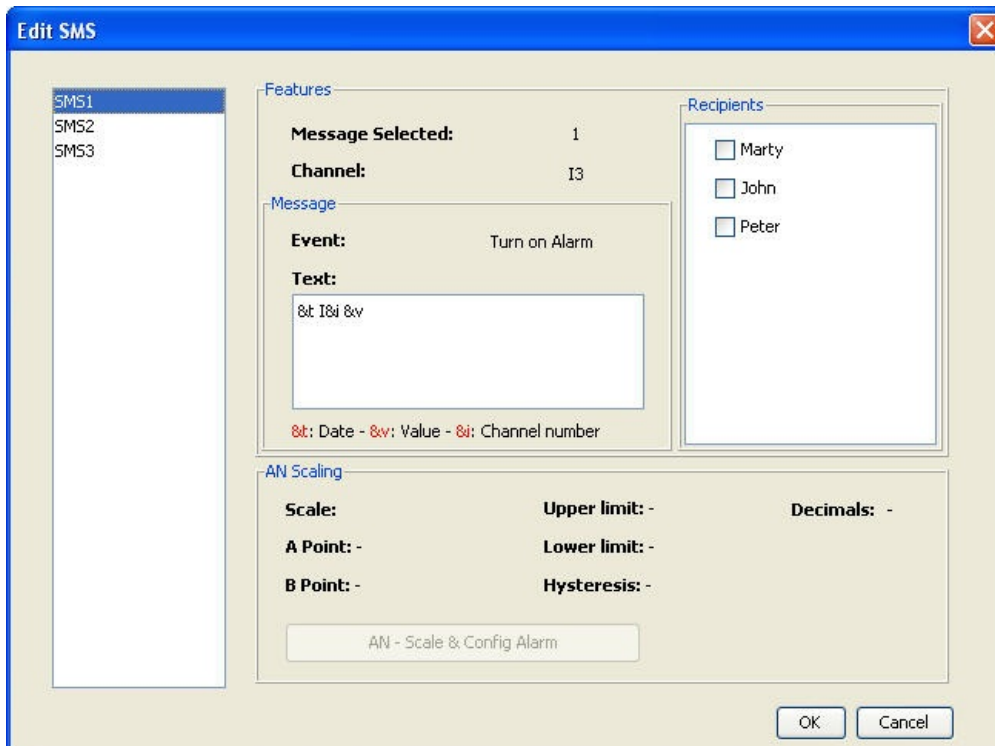 Edit SMS
SMS1
SMS2
SMS3
Features
Message Selected: 1
Channel: I3
Message
Event: Turn on Alarm
Text:
&t I&i &v
&t: Date - &v: Value - &i: Channel number
Recipients
Marty
John
Peter
AN Scaling
Scale: Upper limit: - Decimals: -
A Point: - Lower limit: -
B Point: - Hysteresis: -
AN - Scale & Config Alarm
OK Cancel